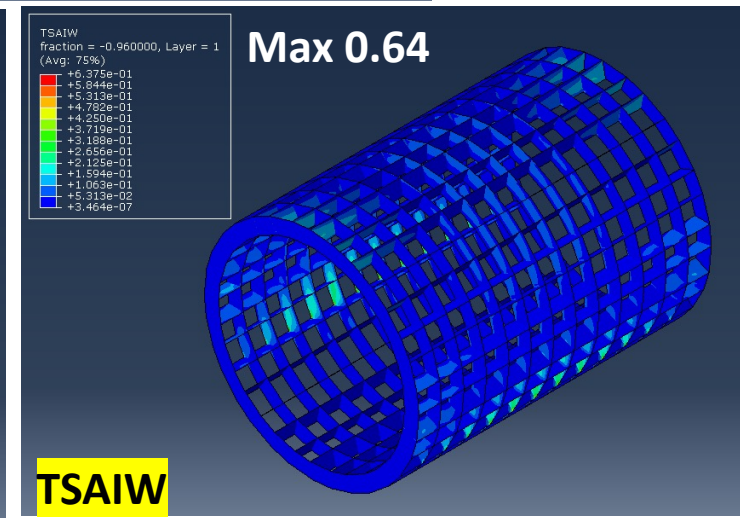 TSAIW
fraction = -0.960000, Layer = 1
(Avg: 75%)
+6.375e-01
+5.844e-01
+5.313e-01
+4.782e-01
+4.250e-01
+3.719e-01
+3.188e-01
+2.656e-01
+2.125e-01
+1.594e-01
+1.063e-01
+5.313e-02
+3.464e-07
Max 0.64
TSAIW